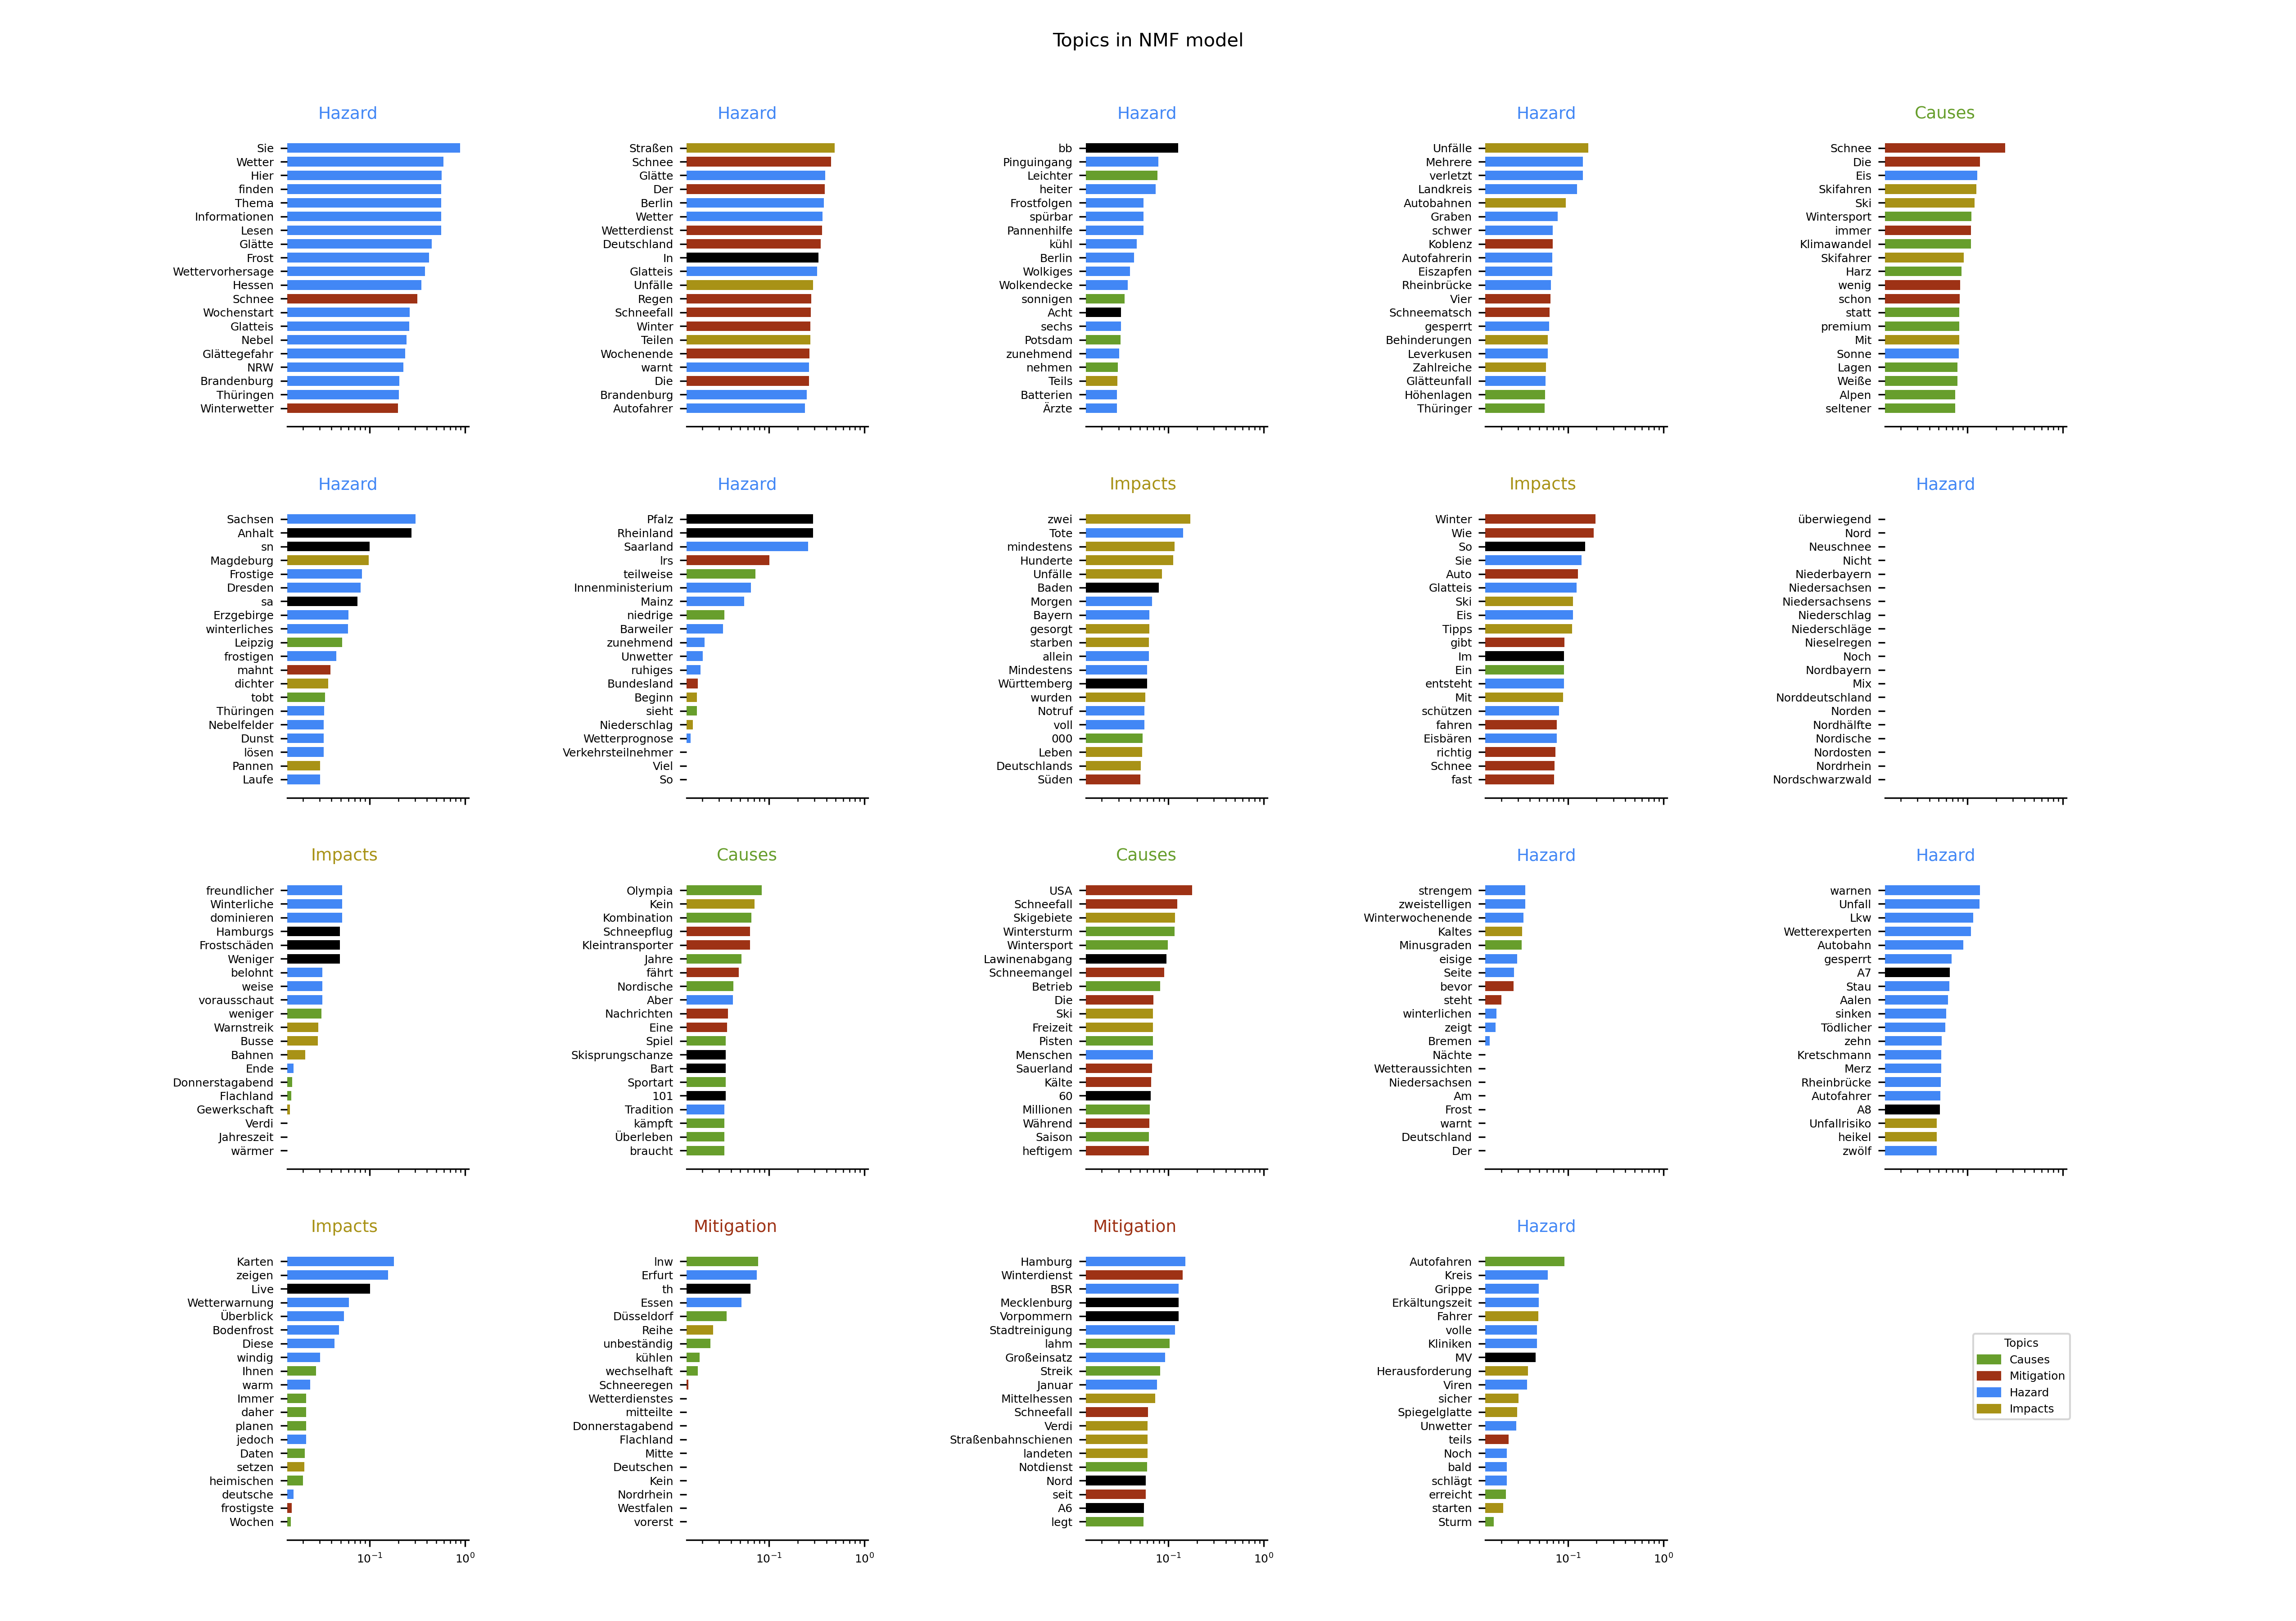 Topics in NMF model
Hazard
Sie
Wetter
Hier
finden
Thema
Informationen
Lesen
Glätte
Frost
Wettervorhersage
Hessen
Schnee
Wochenstart
Glatteis
Nebel
Glättegefahr
NRW
Brandenburg
Thüringen
Winterwetter
Hazard
Straßen
Schnee
Glätte
Der
Berlin
Wetter
Wetterdienst
Deutschland
In
Glatteis
Unfälle
Regen
Schneefall
Winter
Teilen
Wochenende
warnt
Die
Brandenburg
Autofahrer
Hazard
bb
Pinguingang
Leichter
heiter
Frostfolgen
spürbar
Pannenhilfe
kühl
Berlin
Wolkiges
Wolkendecke
sonnigen
Acht
sechs
Potsdam
zunehmend
nehmen
Teils
Batterien
Ärzte
Hazard
Unfälle
Mehrere
verletzt
Landkreis
Autobahnen
Graben
schwer
Koblenz
Autofahrerin
Eiszapfen
Rheinbrücke
Vier
Schneematsch
gesperrt
Behinderungen
Leverkusen
Zahlreiche
Glätteunfall
Höhenlagen
Thüringer
Causes
Schnee
Die
Eis
Skifahren
Ski
Wintersport
immer
Klimawandel
Skifahrer
Harz
wenig
schon
statt
premium
Mit
Sonne
Lagen
Weiße
Alpen
seltener
Hazard
Sachsen
Anhalt
sn
Magdeburg
Frostige
Dresden
sa
Erzgebirge
winterliches
Leipzig
frostigen
mahnt
dichter
tobt
Thüringen
Nebelfelder
Dunst
lösen
Pannen
Laufe
Hazard
Pfalz
Rheinland
Saarland
lrs
teilweise
Innenministerium
Mainz
niedrige
Barweiler
zunehmend
Unwetter
ruhiges
Bundesland
Beginn
sieht
Niederschlag
Wetterprognose
Verkehrsteilnehmer
Viel
So
Impacts
zwei
Tote
mindestens
Hunderte
Unfälle
Baden
Morgen
Bayern
gesorgt
starben
allein
Mindestens
Württemberg
wurden
Notruf
voll
000
Leben
Deutschlands
Süden
Impacts
Winter
Wie
So
Sie
Auto
Glatteis
Ski
Eis
Tipps
gibt
Im
Ein
entsteht
Mit
schützen
fahren
Eisbären
richtig
Schnee
fast
Hazard
überwiegend
Nord
Neuschnee
Nicht
Niederbayern
Niedersachsen
Niedersachsens
Niederschlag
Niederschläge
Nieselregen
Noch
Nordbayern
Mix
Norddeutschland
Norden
Nordhälfte
Nordische
Nordosten
Nordrhein
Nordschwarzwald
Impacts
freundlicher
Winterliche
dominieren
Hamburgs
Frostschäden
Weniger
belohnt
weise
vorausschaut
weniger
Warnstreik
Busse
Bahnen
Ende
Donnerstagabend
Flachland
Gewerkschaft
Verdi
Jahreszeit
wärmer
Causes
Olympia
Kein
Kombination
Schneepflug
Kleintransporter
Jahre
fährt
Nordische
Aber
Nachrichten
Eine
Spiel
Skisprungschanze
Bart
Sportart
101
Tradition
kämpft
Überleben
braucht
Causes
USA
Schneefall
Skigebiete
Wintersturm
Wintersport
Lawinenabgang
Schneemangel
Betrieb
Die
Ski
Freizeit
Pisten
Menschen
Sauerland
Kälte
60
Millionen
Während
Saison
heftigem
Hazard
strengem
zweistelligen
Winterwochenende
Kaltes
Minusgraden
eisige
Seite
bevor
steht
winterlichen
zeigt
Bremen
Nächte
Wetteraussichten
Niedersachsen
Am
Frost
warnt
Deutschland
Der
Hazard
warnen
Unfall
Lkw
Wetterexperten
Autobahn
gesperrt
A7
Stau
Aalen
sinken
Tödlicher
zehn
Kretschmann
Merz
Rheinbrücke
Autofahrer
A8
Unfallrisiko
heikel
zwölf
Impacts
Karten
zeigen
Live
Wetterwarnung
Überblick
Bodenfrost
Diese
windig
Ihnen
warm
Immer
daher
planen
jedoch
Daten
setzen
heimischen
deutsche
frostigste
Wochen
10⁻¹ 10⁰
Mitigation
lnw
Erfurt
th
Essen
Düsseldorf
Reihe
unbeständig
kühlen
wechselhaft
Schneeregen
Wetterdienstes
mitteilte
Donnerstagabend
Flachland
Mitte
Deutschen
Kein
Nordrhein
Westfalen
vorerst
10⁻¹ 10⁰
Mitigation
Hamburg
Winterdienst
BSR
Mecklenburg
Vorpommern
Stadtreinigung
lahm
Großeinsatz
Streik
Januar
Mittelhessen
Schneefall
Verdi
Straßenbahnschienen
landeten
Notdienst
Nord
seit
A6
legt
10⁻¹ 10⁰
Hazard
Autofahren
Kreis
Grippe
Erkältungszeit
Fahrer
volle
Kliniken
MV
Herausforderung
Viren
sicher
Spiegelglatte
Unwetter
teils
Noch
bald
schlägt
erreicht
starten
Sturm
10⁻¹ 10⁰
Topics
Causes
Mitigation
Hazard
Impacts